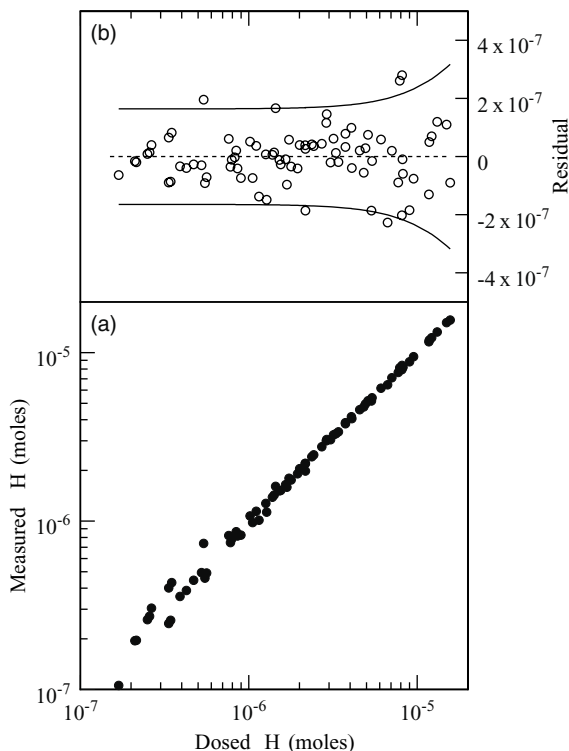 (b)
4 x 10-7
2 x 10-7
0
-2 x 10-7
-4 x 10-7
Residual
(a)
10-5
10-6
10-7
Measured H (moles)
10-7
10-6
10-5
Dosed H (moles)